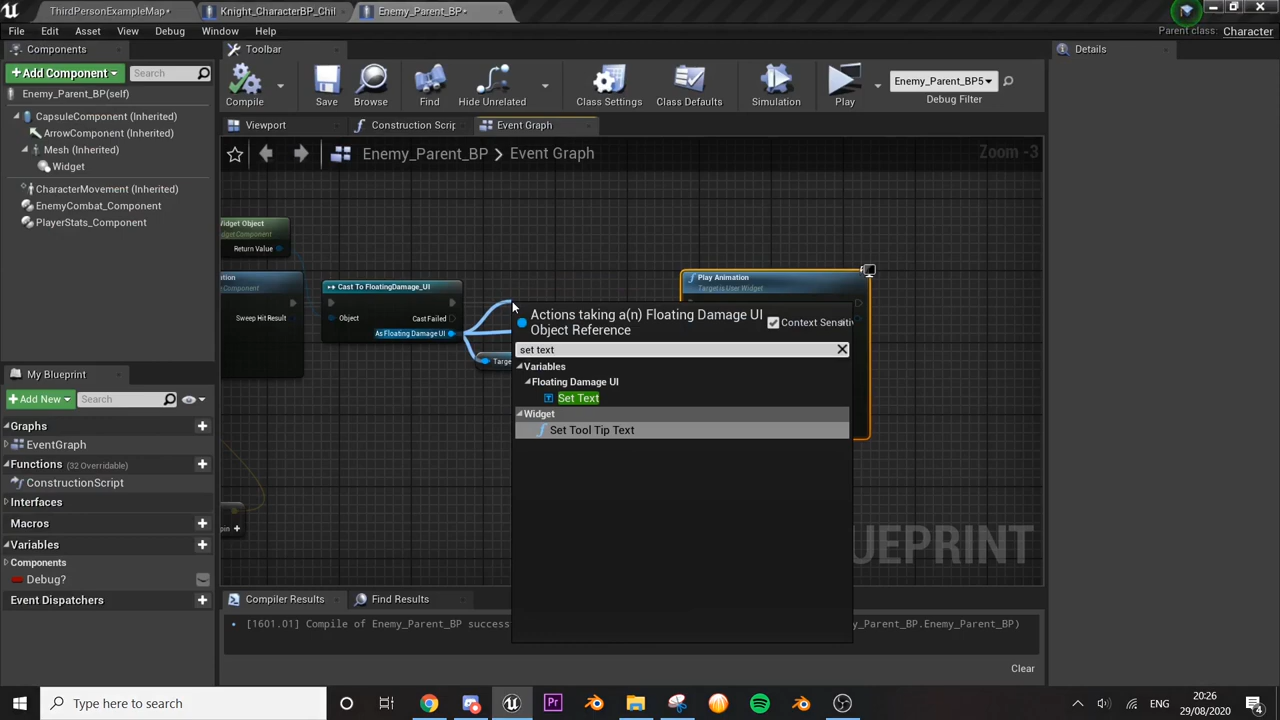 ThirdPersonExampleMap•
Knight_CharacterBP_Chil
Enemy_Parent_BP•
File
Edit
Asset
View
Debug
Window
Help
Parent class: Character
Components
Toolbar
Details
+Add Component
Search
Compile
Save
Browse
Find
Hide Unrelated
Class Settings
Class Defaults
Simulation
Play
Enemy_Parent_BP5
Debug Filter
Enemy_Parent_BP(self)
CapsuleComponent (Inherited)
ArrowComponent (Inherited)
Mesh (Inherited)
Widget
CharacterMovement (Inherited)
EnemyCombat_Component
PlayerStats_Component
Viewport
Construction Scrip
Event Graph
Enemy_Parent_BP > Event Graph
Zoom -3
Widget Object
Return Value
Sweep Hit Result
Cast To FloatingDamage_UI
Object
Cast Failed
As Floating Damage UI
Play Animation
Target is User Widget
Actions taking a(n) Floating Damage UI
Object Reference
Context Sensitiv
set text
Variables
Floating Damage UI
Set Text
Widget
Set Tool Tip Text
My Blueprint
+Add New
Search
Graphs
EventGraph
Functions (32 Overridable)
ConstructionScript
Interfaces
Macros
Variables
Components
Debug?
Event Dispatchers
Compiler Results
Find Results
[1601.01] Compile of Enemy_Parent_BP success
y_Parent_BP.Enemy_Parent_BP)
Clear
Type here to search
ENG
20:26
29/08/2020
4